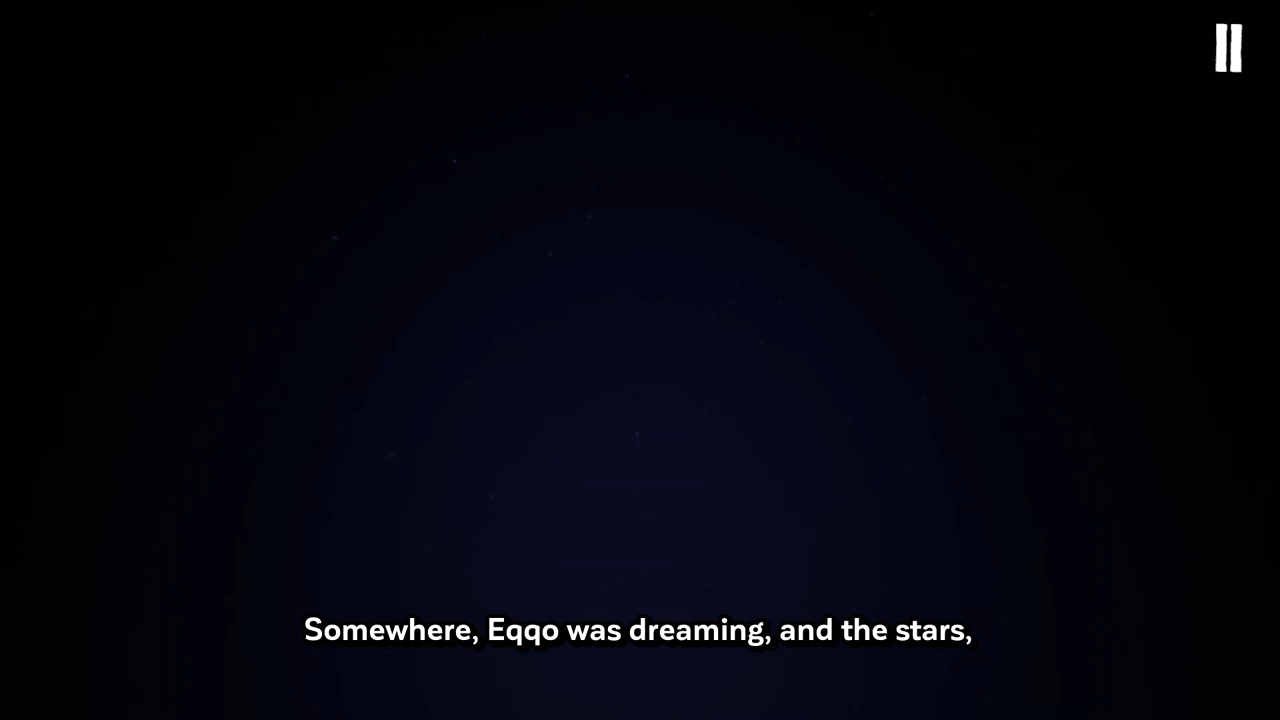 Somewhere, Eqqo was dreaming, and the stars,